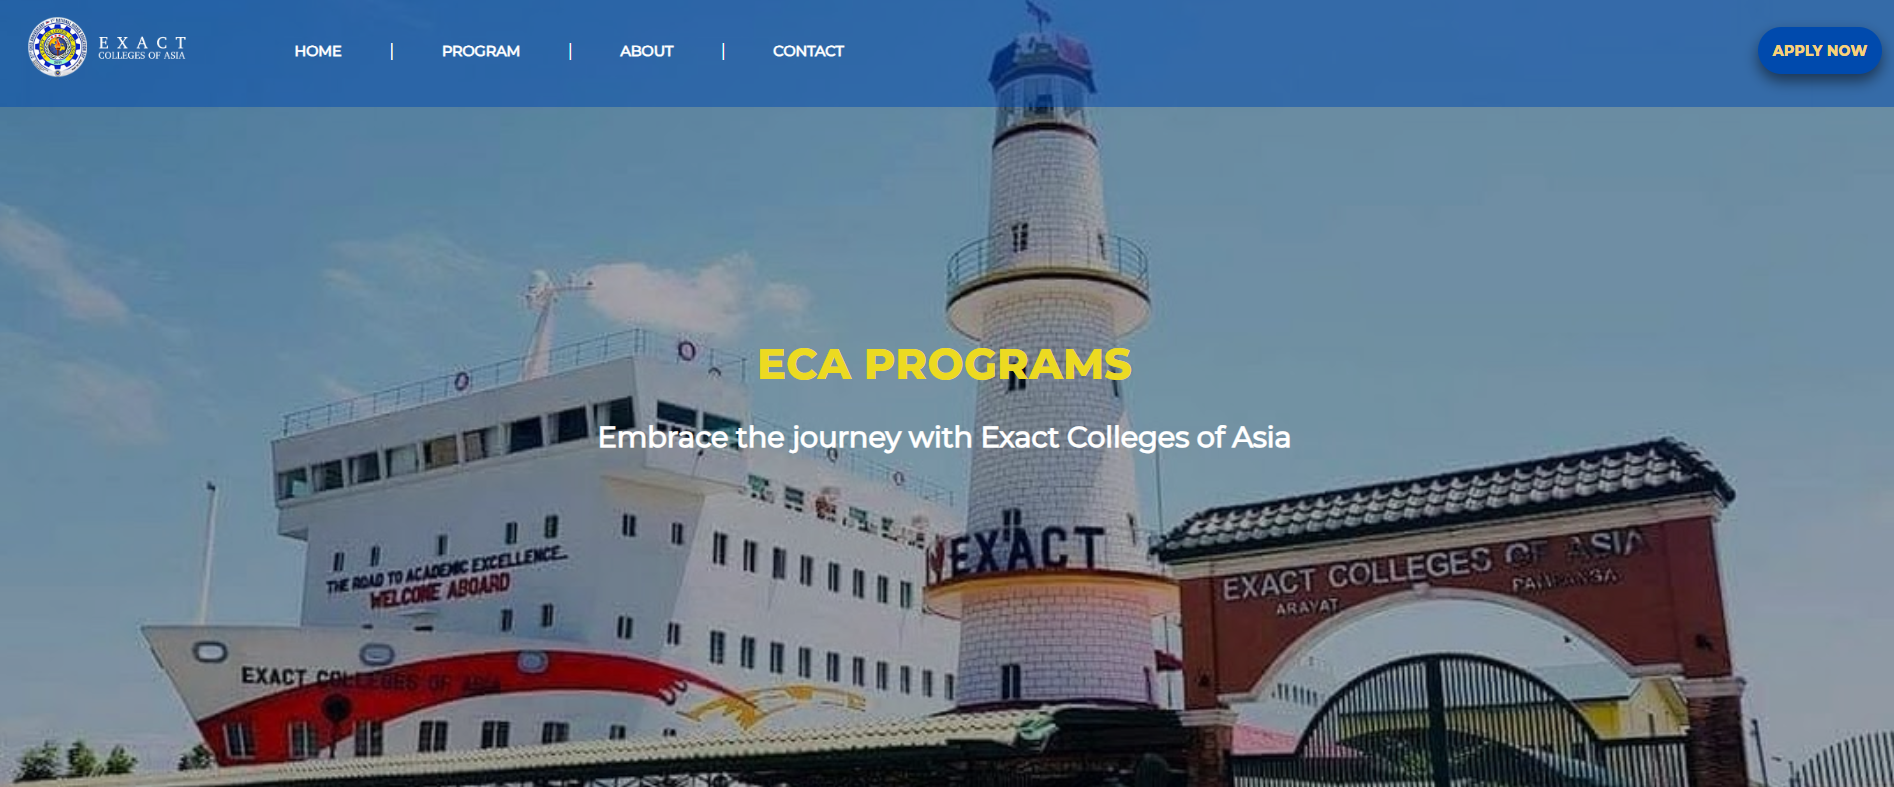 EXACT
COLLEGES OF ASIA
HOME | PROGRAM | ABOUT | CONTACT
APPLY NOW
ECA PROGRAMS
Embrace the journey with Exact Colleges of Asia
THE ROAD TO ACADEMIC EXCELLENCE...
WELCOME ABOARD
EXACT
EXACT COLLEGES OF ASIA
ARAYAT PAMPANGA
EXACT COLLEGES OF ASIA